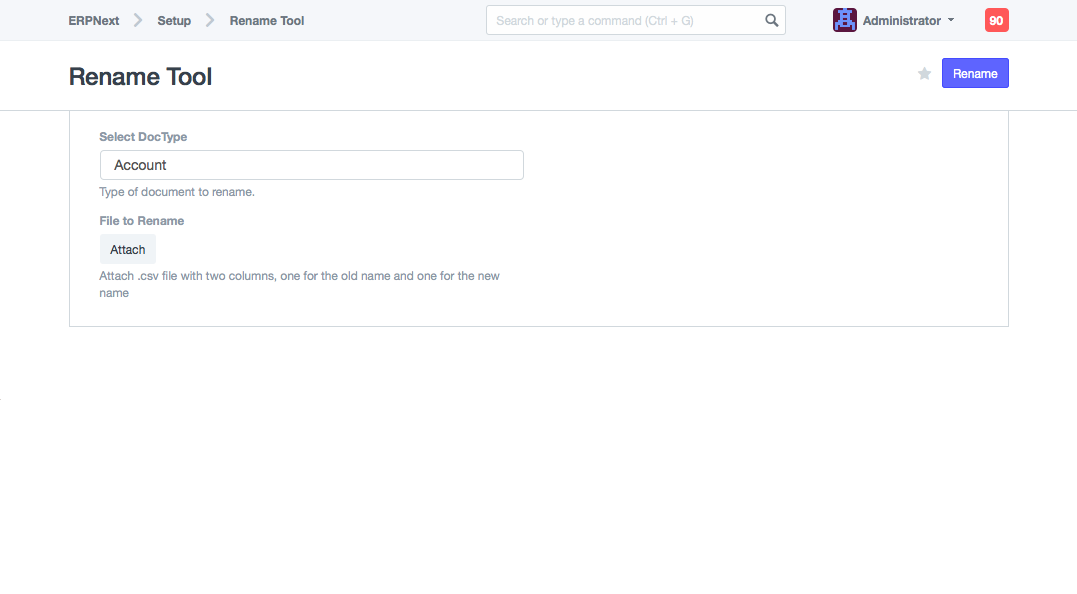 ERPNext Setup Rename Tool Search or type a command (Ctrl + G) Administrator 90
Rename Tool Rename
Select DocType
Account
Type of document to rename.
File to Rename
Attach
Attach .csv file with two columns, one for the old name and one for the new
name